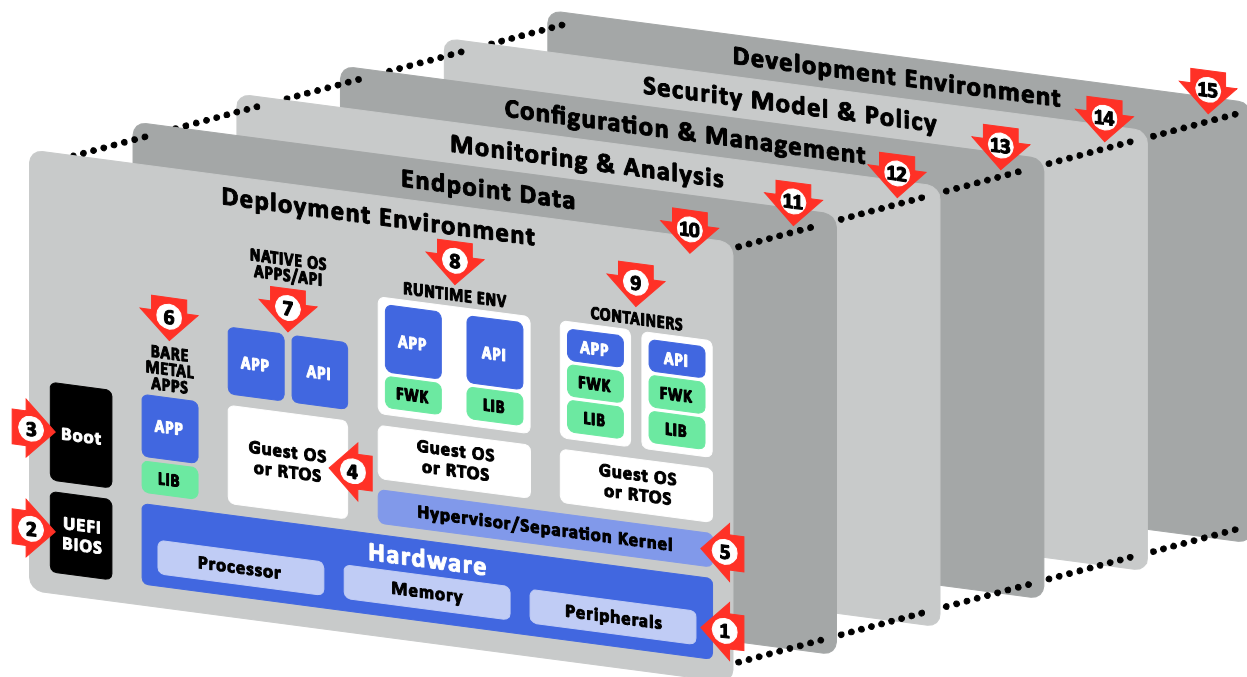 Development Environment
15
Security Model & Policy
14
Configuration & Management
13
Monitoring & Analysis
12
Endpoint Data
11
Deployment Environment
10
NATIVE OS
APPS/API
7
APP
API
Guest OS
or RTOS
4
8
RUNTIME ENV
APP
API
FWK
LIB
Guest OS
or RTOS
9
CONTAINERS
APP
FWK
LIB
API
FWK
LIB
Guest OS
or RTOS
6
BARE
METAL
APPS
APP
LIB
3
Boot
2
UEFI
BIOS
Hypervisor/Separation Kernel
5
Hardware
Processor
Memory
Peripherals
1